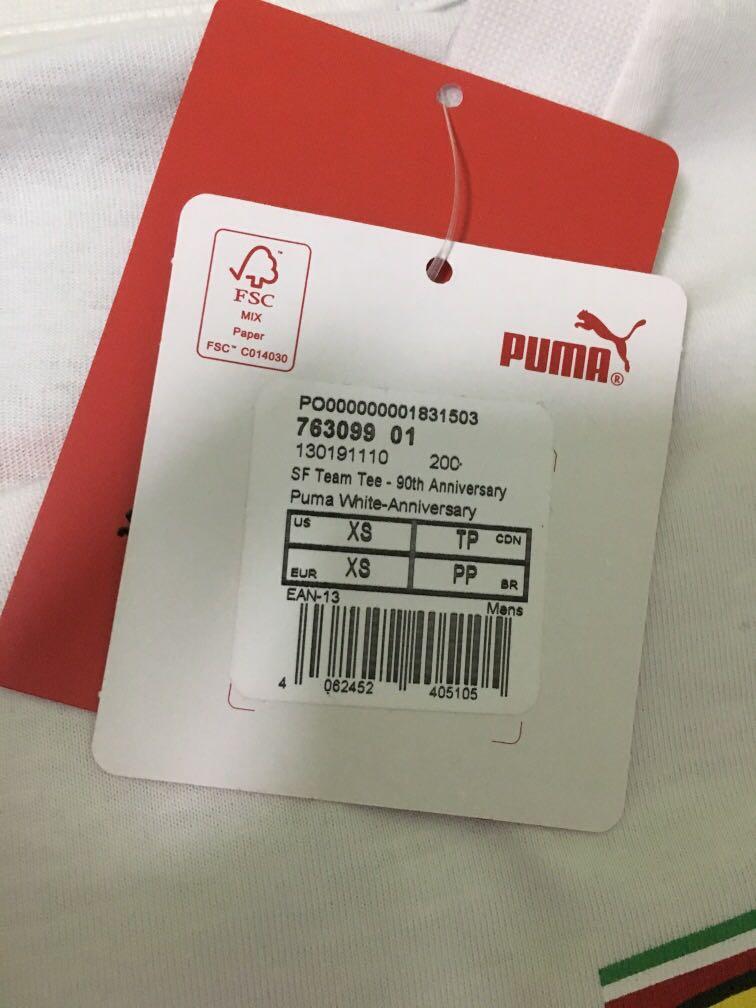 FSC™
MIX
Paper
FSC™ C014030
PUMA®
PO000000001831503
763099 01
130191110 200
SF Team Tee - 90th Anniversary
Puma White-Anniversary
US XS TP CDN
EUR XS PP BR
EAN-13 Mens
4 062452 405105